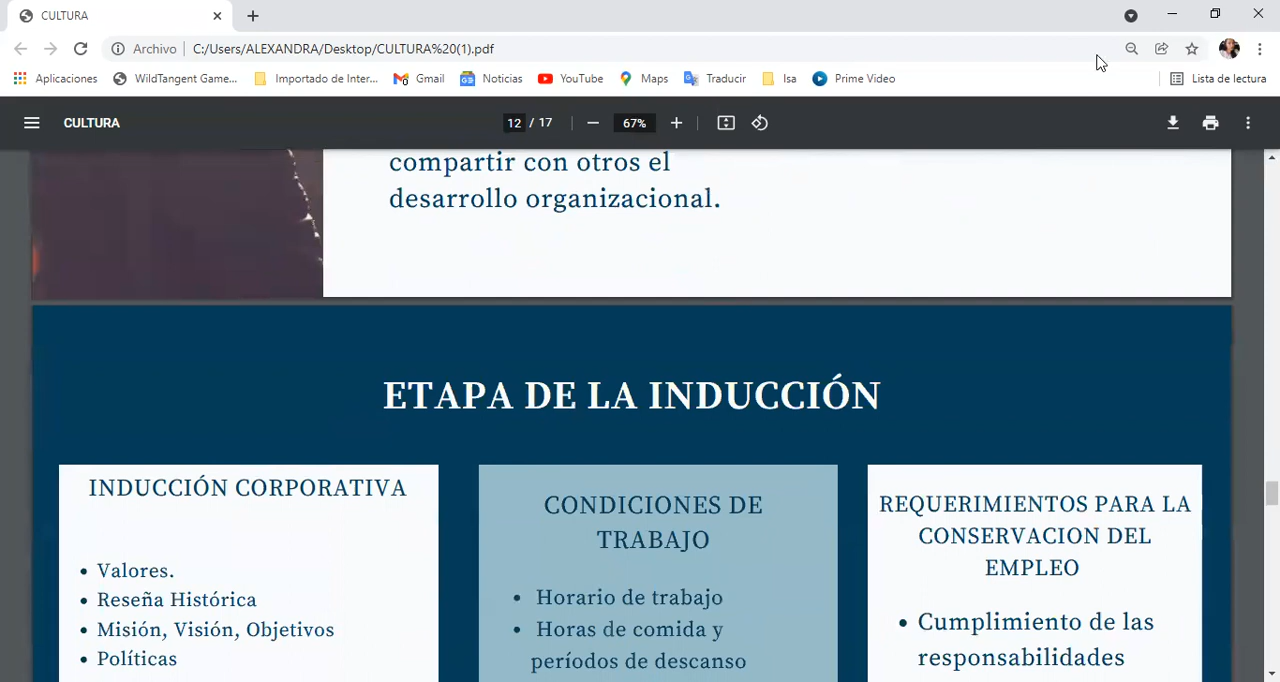 CULTURA
Archivo
C:/Users/ALEXANDRA/Desktop/CULTURA%20(1).pdf
Aplicaciones
WildTangent Game...
Importado de Inter...
Gmail
Noticias
YouTube
Maps
Traducir
Isa
Prime Video
Lista de lectura
CULTURA
12 / 17
67%
compartir con otros el
desarrollo organizacional.
ETAPA DE LA INDUCCIÓN
INDUCCIÓN CORPORATIVA
• Valores.
• Reseña Histórica
• Misión, Visión, Objetivos
• Políticas
CONDICIONES DE
TRABAJO
• Horario de trabajo
• Horas de comida y
períodos de descanso
REQUERIMIENTOS PARA LA
CONSERVACION DEL
EMPLEO
• Cumplimiento de las
responsabilidades